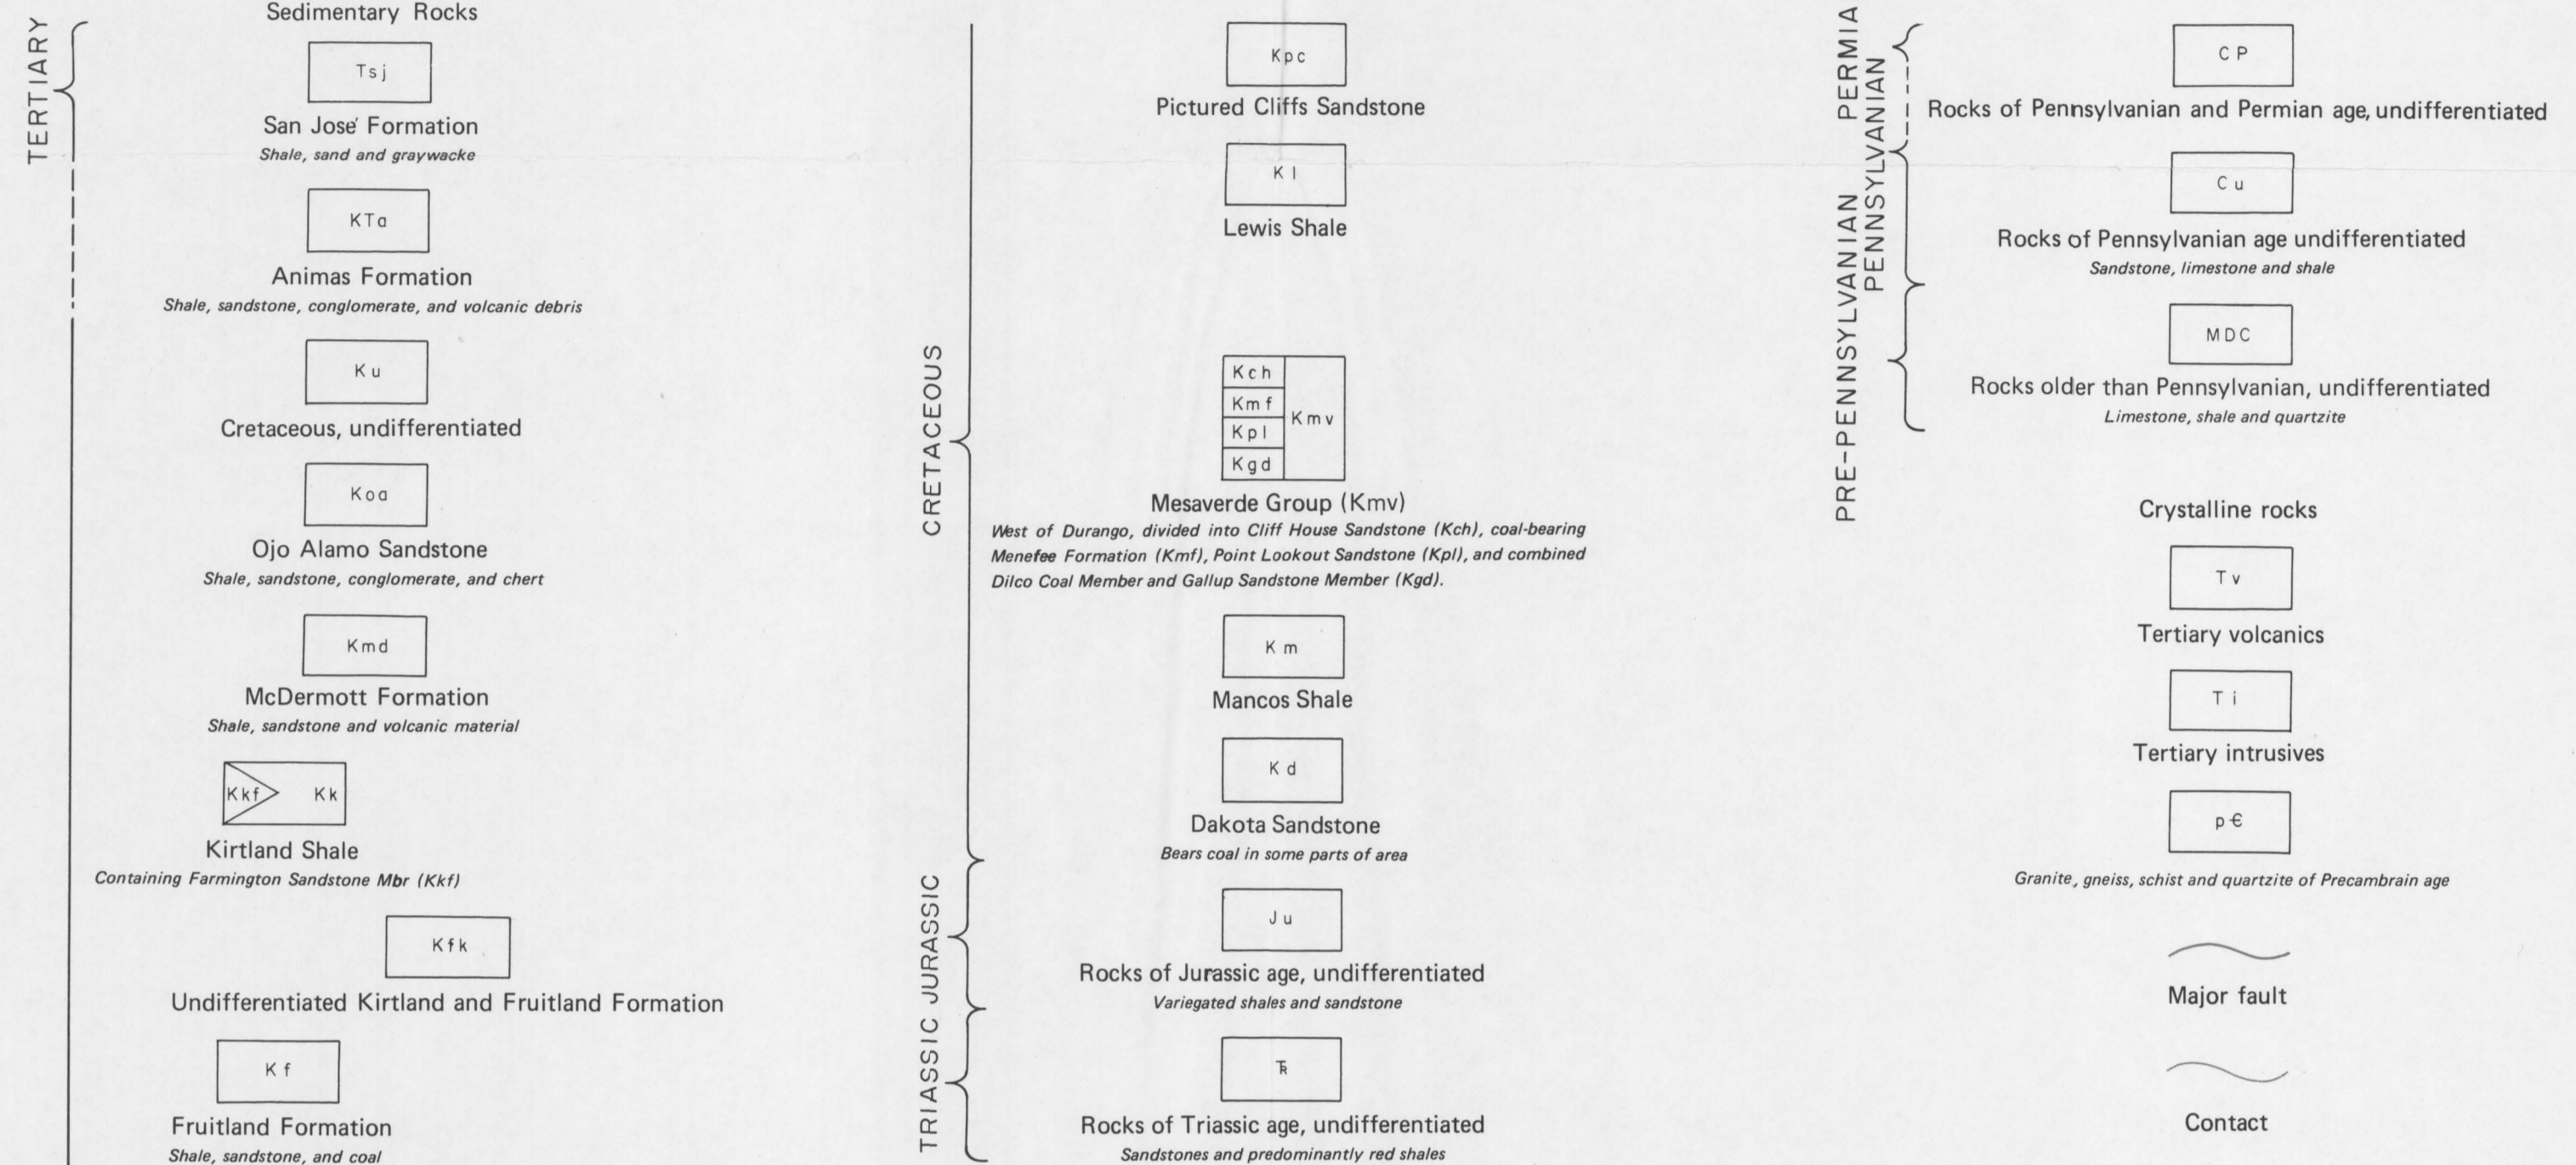 Sedimentary Rocks
TERTIARY
Tsj
San José Formation
Shale, sand and graywacke
KTa
Animas Formation
Shale, sandstone, conglomerate, and volcanic debris
Ku
Cretaceous, undifferentiated
Koa
Ojo Alamo Sandstone
Shale, sandstone, conglomerate, and chert
Kmd
McDermott Formation
Shale, sandstone and volcanic material
Kkf Kk
Kirtland Shale
Containing Farmington Sandstone Mbr (Kkf)
Kfk
Undifferentiated Kirtland and Fruitland Formation
Kf
Fruitland Formation
Shale, sandstone, and coal
CRETACEOUS
Kpc
Pictured Cliffs Sandstone
Kl
Lewis Shale
Kch
Kmf
Kpl
Kgd
Kmv
Mesaverde Group (Kmv)
West of Durango, divided into Cliff House Sandstone (Kch), coal-bearing
Menefee Formation (Kmf), Point Lookout Sandstone (Kpl), and combined
Dilco Coal Member and Gallup Sandstone Member (Kgd).
Km
Mancos Shale
Kd
Dakota Sandstone
Bears coal in some parts of area
JURASSIC
Ju
Rocks of Jurassic age, undifferentiated
Variegated shales and sandstone
TRIASSIC
TR
Rocks of Triassic age, undifferentiated
Sandstones and predominantly red shales
PERMIA
CP
Rocks of Pennsylvanian and Permian age, undifferentiated
PENNSYLVANIAN
Cu
Rocks of Pennsylvanian age undifferentiated
Sandstone, limestone and shale
PRE-PENNSYLVANIAN
MDC
Rocks older than Pennsylvanian, undifferentiated
Limestone, shale and quartzite
Crystalline rocks
Tv
Tertiary volcanics
Ti
Tertiary intrusives
p€
Granite, gneiss, schist and quartzite of Precambrain age
Major fault
Contact